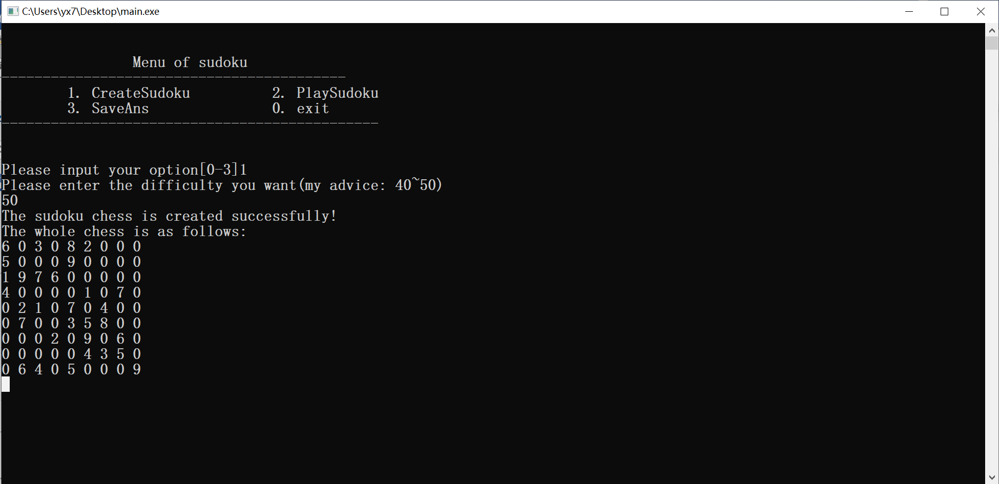 C:\Users\yx7\Desktop\main.exe
Menu of sudoku
------------------------------------------
1. CreateSudoku 2. PlaySudoku
3. SaveAns 0. exit
----------------------------------------------
Please input your option[0-3]1
Please enter the difficulty you want(my advice: 40~50)
50
The sudoku chess is created successfully!
The whole chess is as follows:
6 0 3 0 8 2 0 0 0
5 0 0 0 9 0 0 0 0
1 9 7 6 0 0 0 0 0
4 0 0 0 0 1 0 7 0
0 2 1 0 7 0 4 0 0
0 7 0 0 3 5 8 0 0
0 0 0 2 0 9 0 6 0
0 0 0 0 0 4 3 5 0
0 6 4 0 5 0 0 0 9